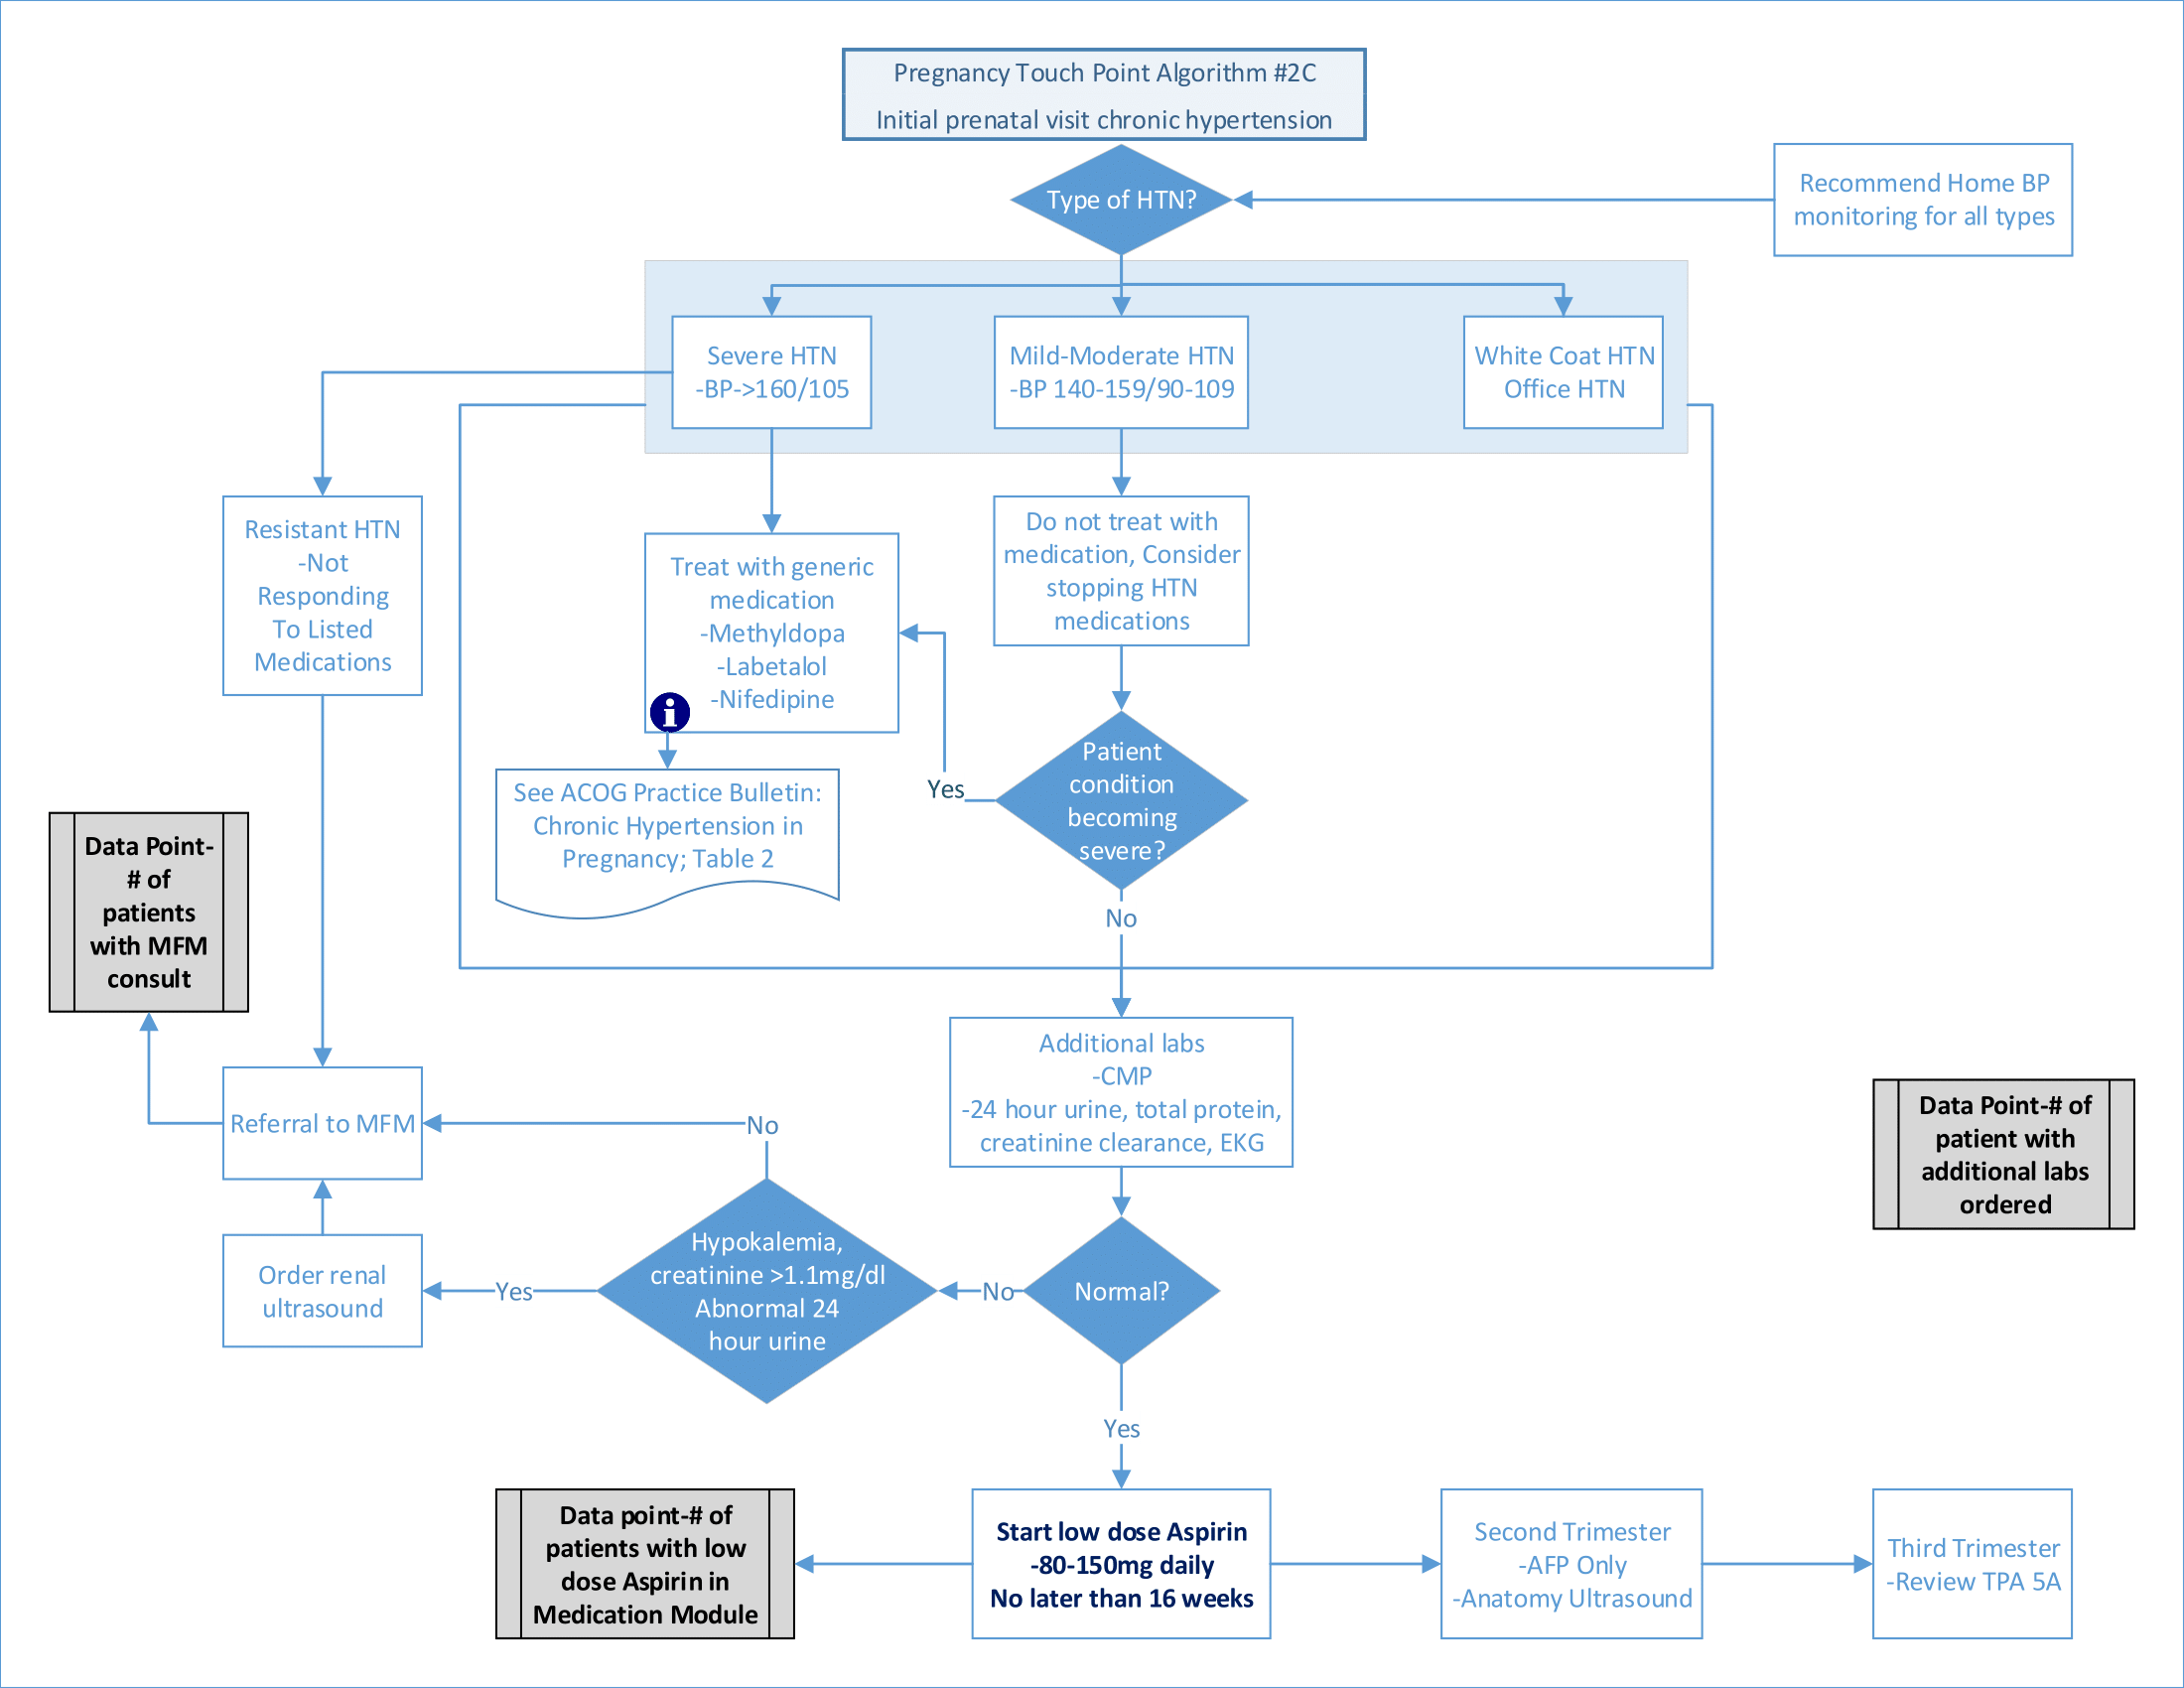 Pregnancy Touch Point Algorithm #2C
Initial prenatal visit chronic hypertension
Type of HTN?
Recommend Home BP
monitoring for all types
Severe HTN
-BP->160/105
Mild-Moderate HTN
-BP 140-159/90-109
White Coat HTN
Office HTN
Resistant HTN
-Not
Responding
To Listed
Medications
Treat with generic
medication
-Methyldopa
-Labetalol
-Nifedipine
i
Do not treat with
medication, Consider
stopping HTN
medications
See ACOG Practice Bulletin:
Chronic Hypertension in
Pregnancy; Table 2
Yes
Patient
condition
becoming
severe?
No
Data Point-
# of
patients
with MFM
consult
Referral to MFM
No
Additional labs
-CMP
-24 hour urine, total protein,
creatinine clearance, EKG
Data Point-# of
patient with
additional labs
ordered
Order renal
ultrasound
Yes
Hypokalemia,
creatinine >1.1mg/dl
Abnormal 24
hour urine
No
Normal?
Yes
Data point-# of
patients with low
dose Aspirin in
Medication Module
Start low dose Aspirin
-80-150mg daily
No later than 16 weeks
Second Trimester
-AFP Only
-Anatomy Ultrasound
Third Trimester
-Review TPA 5A